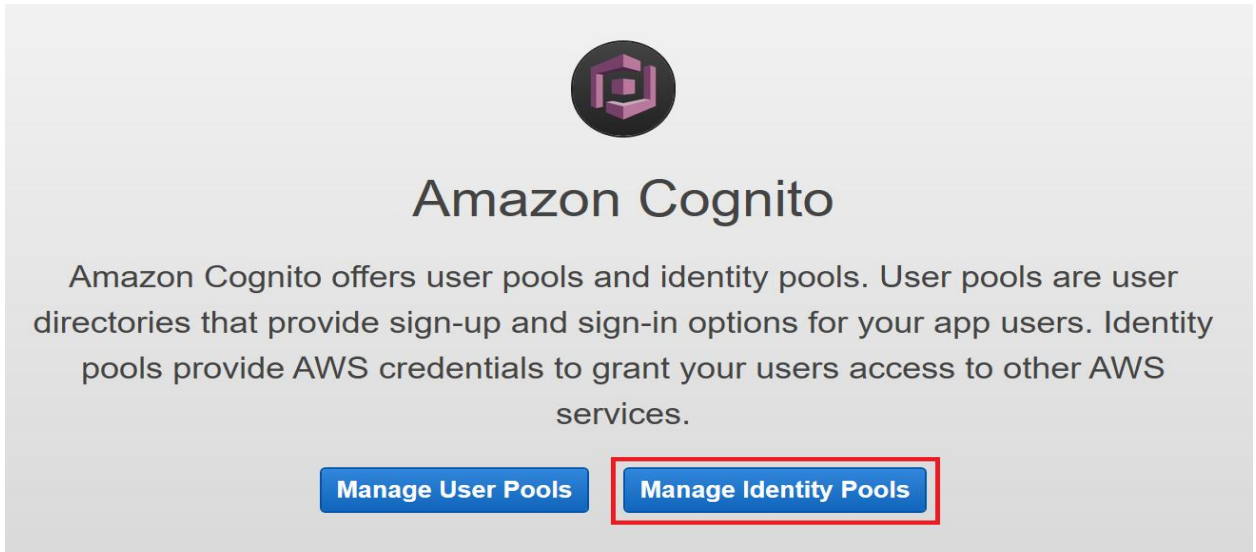 Amazon Cognito
Amazon Cognito offers user pools and identity pools. User pools are user
directories that provide sign-up and sign-in options for your app users. Identity
pools provide AWS credentials to grant your users access to other AWS
services.
Manage User Pools Manage Identity Pools